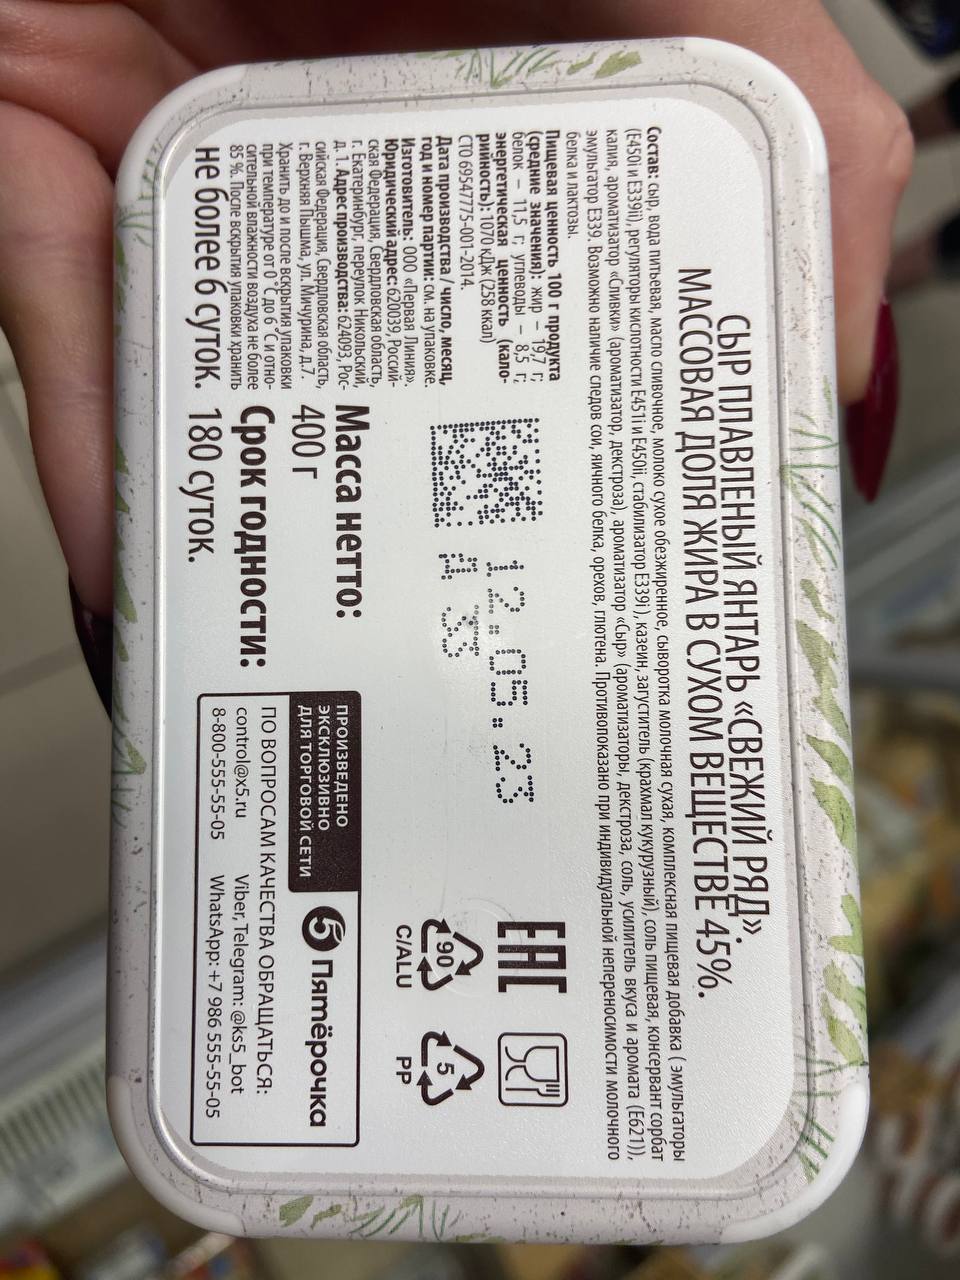 СЫР ПЛАВЛЕНЫЙ ЯНТАРЬ «СВЕЖИЙ РЯД».
МАССОВАЯ ДОЛЯ ЖИРА В СУХОМ ВЕЩЕСТВЕ 45%.
Состав: сыр, вода питьевая, масло сливочное, молоко сухое обезжиренное, сыворотка молочная сухая, комплексная пищевая добавка ( эмульгаторы
(Е450i и Е339ii), регуляторы кислотности Е451i и Е450ii, стабилизатор Е339i ), казеин, загуститель (крахмал кукурузный), соль пищевая, консервант сорбат
калия, ароматизатор «Сливки» (ароматизатор, декстроза), ароматизатор «Сыр» (ароматизаторы, декстроза, соль, усилитель вкуса и аромата (Е621)),
эмульгатор Е339. Возможно наличие следов сои, яичного белка, орехов, глютена. Противопоказано при индивидуальной непереносимости молочного
белка и лактозы.
Пищевая ценность 100 г продукта
(средние значения): жир – 19,7 г;
белок – 11,5 г; углеводы – 8,5 г;
энергетическая ценность (кало-
рийность): 1070 кДж (258 ккал)
СТО 69547775-001-2014.
Дата производства / число, месяц,
год и номер партии: см. на упаковке.
Изготовитель: ООО «Первая Линия».
Юридический адрес: 620039, Россий-
ская Федерация, Свердловская область,
г. Екатеринбург, переулок Никольский,
д. 1. Адрес производства: 624093, Рос-
сийская Федерация, Свердловская область,
г. Верхняя Пышма, ул. Мичурина, д.7.
Хранить до и после вскрытия упаковки
при температуре от 0 °С до 6 °С и отно-
сительной влажности воздуха не более
85 %. После вскрытия упаковки хранить
не более 6 суток.
12.05.23
Д 33
Масса нетто:
400 г
Срок годности:
180 суток.
EAC
90
C/ALU
5
PP
ПРОИЗВЕДЕНО
ЭКСКЛЮЗИВНО
ДЛЯ ТОРГОВОЙ СЕТИ
5 Пятёрочка
ПО ВОПРОСАМ КАЧЕСТВА ОБРАЩАТЬСЯ:
control@x5.ru Viber, Telegram: @ks5_bot
8-800-555-55-05 WhatsApp: +7 986 555-55-05